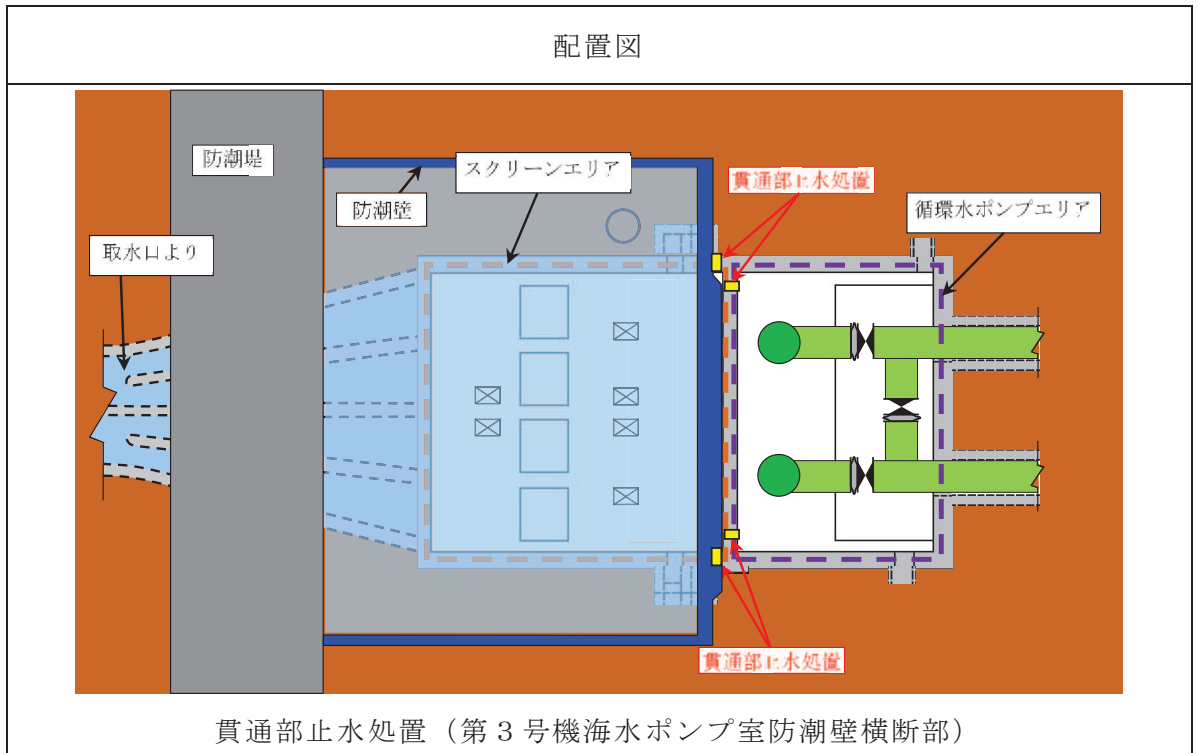 配置図
防潮堤
スクリーンエリア
貫通部止水処置
防潮壁
循環水ポンプエリア
取水口より
貫通部止水処置
貫通部止水処置(第3号機海水ポンプ室防潮壁横断部)